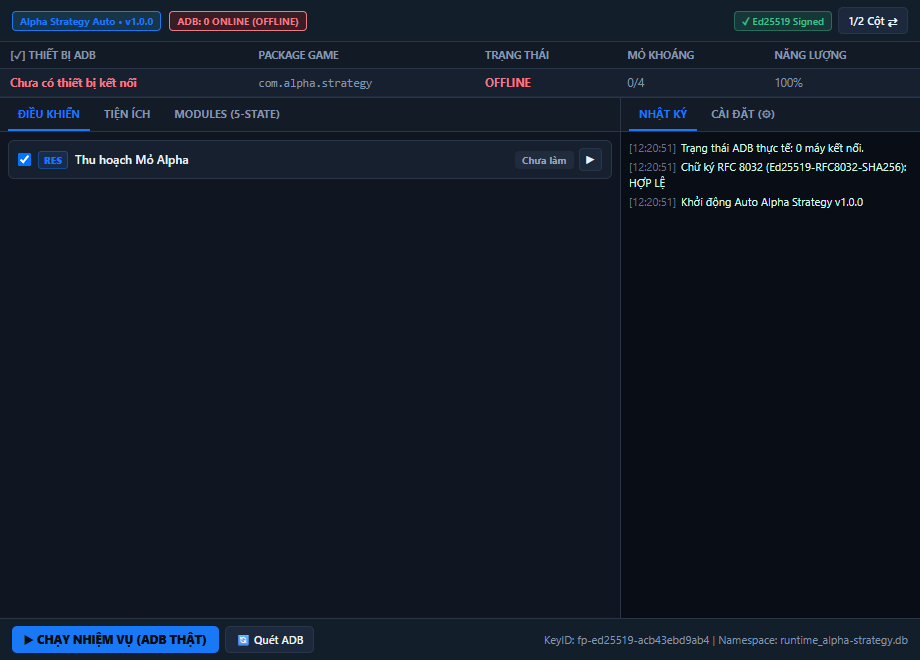 Alpha Strategy Auto • v1.0.0
ADB: 0 ONLINE (OFFLINE)
✓ Ed25519 Signed
1/2 Cột ⇄
[✓] THIẾT BỊ ADB
PACKAGE GAME
TRẠNG THÁI
MỎ KHOÁNG
NĂNG LƯỢNG
Chưa có thiết bị kết nối
com.alpha.strategy
OFFLINE
0/4
100%
ĐIỀU KHIỂN
TIỆN ÍCH
MODULES (5-STATE)
RES
Thu hoạch Mỏ Alpha
Chưa làm
▶
NHẬT KÝ
CÀI ĐẶT (⚙)
[12:20:51] Trạng thái ADB thực tế: 0 máy kết nối.
[12:20:51] Chữ ký RFC 8032 (Ed25519-RFC8032-SHA256):
HỢP LỆ
[12:20:51] Khởi động Auto Alpha Strategy v1.0.0
▶ CHẠY NHIỆM VỤ (ADB THẬT)
Quét ADB
KeyID: fp-ed25519-acb43ebd9ab4 | Namespace: runtime_alpha-strategy.db